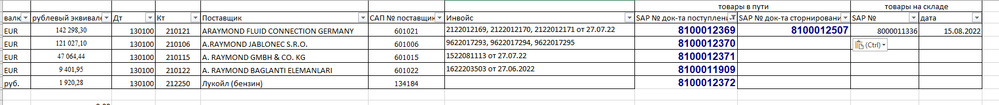 товары в пути товары на складе
валю рублевый эквивале Дт Кт Поставщик САП № поставщик Инвойс SAP № док-та поступлени SAP № док-та сторнировани SAP № дата
EUR 142 298,30 130100 210121 ARAYMOND FLUID CONNECTION GERMANY 601021 2122012169, 2122012170, 2122012171 от 27.07.22 8100012369 8100012507 8000011336 15.08.2022
EUR 121 027,10 130100 210106 A.RAYMOND JABLONEC S.R.O. 601006 9622017293, 9622017294, 9622017295 8100012370
(Ctrl)
EUR 47 064,44 130100 210115 A. RAYMOND GMBH & CO. KG 601015 1522081113 от 27.07.22 8100012371
EUR 9 401,95 130100 210122 A. RAYMOND BAGLANTI ELEMANLARI 601022 1622203503 от 27.06.2022 8100011909
руб. 1 920,28 130100 212250 Лукойл (бензин) 134184 8100012372